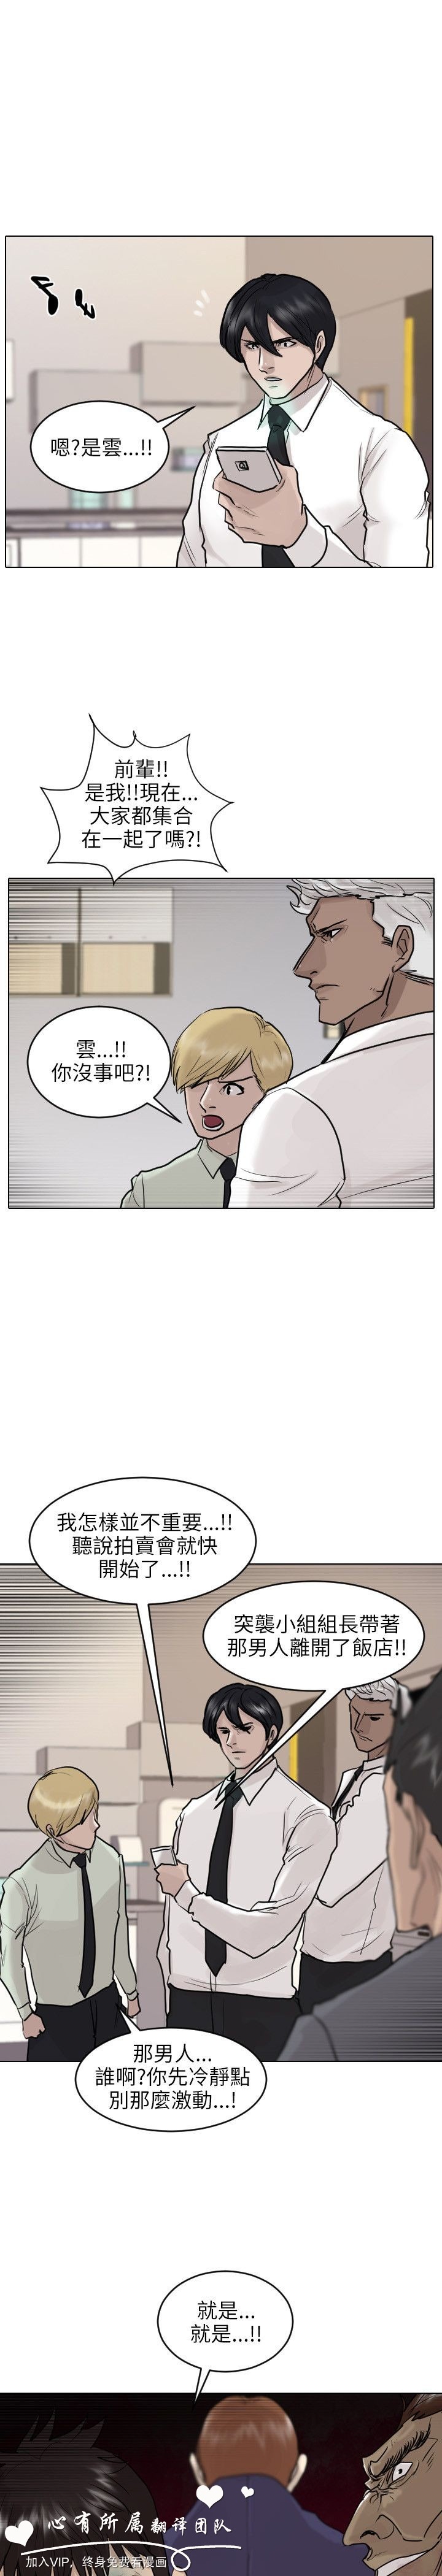 嗯?是雲...!!
前輩!!
是我!!現在...
大家都集合
在一起了嗎?!
雲...!!
你沒事吧?!
我怎樣並不重要...!!
聽說拍賣會就快
開始了...!!
突襲小組組長帶著
那男人離開了飯店!!
那男人...
誰啊?你先冷靜點
別那麼激動...!
就是...
就是...!!
心有所属翻译团队
加入VIP，终身免费看漫画